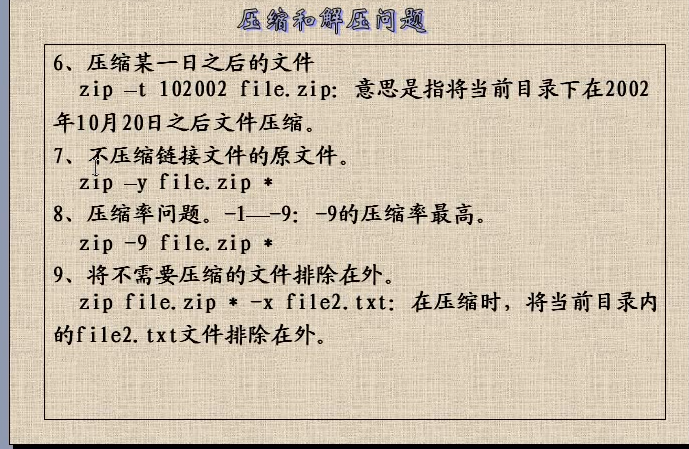 压缩和解压问题
6、压缩某一日之后的文件
zip –t 102002 file.zip: 意思是指将当前目录下在2002
年10月20日之后文件压缩。
7、不压缩链接文件的原文件。
zip –y file.zip *
8、压缩率问题。-1—-9: -9的压缩率最高。
zip -9 file.zip *
9、将不需要压缩的文件排除在外。
zip file.zip * -x file2.txt: 在压缩时，将当前目录内
的file2.txt文件排除在外。